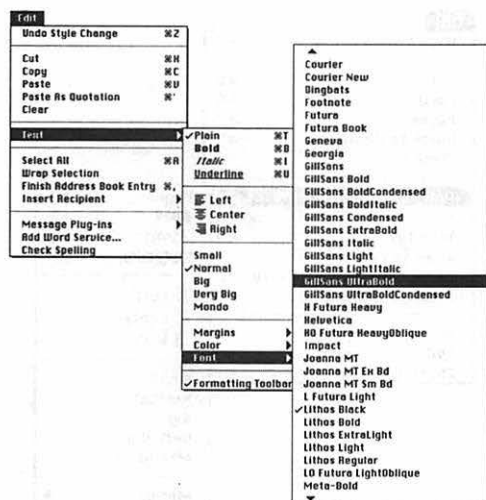 Edit
Undo Style Change ⌘Z
Cut ⌘X
Copy ⌘C
Paste ⌘V
Paste As Quotation ⌘'
Clear
Text
Select All ⌘A
Wrap Selection
Finish Address Book Entry ⌘,
Insert Recipient
Message Plug-ins
Add Word Service...
Check Spelling
✓Plain ⌘T
Bold ⌘B
Italic ⌘I
Underline ⌘U
Left
Center
Right
Small
✓Normal
Big
Very Big
Mondo
Margins
Color
Font
✓Formatting Toolbar
Courier
Courier New
Dingbats
Footnote
Futura
Futura Book
Geneva
Georgia
GillSans
GillSans Bold
GillSans BoldCondensed
GillSans BoldItalic
GillSans Condensed
GillSans ExtraBold
GillSans Italic
GillSans Light
GillSans LightItalic
GillSans UltraBold
GillSans UltraBoldCondensed
H Futura Heavy
Helvetica
HO Futura HeavyOblique
Impact
Joanna MT
Joanna MT Ex Bd
Joanna MT Sm Bd
L Futura Light
✓Lithos Black
Lithos Bold
Lithos ExtraLight
Lithos Light
Lithos Regular
LO Futura LightOblique
Meta-Bold